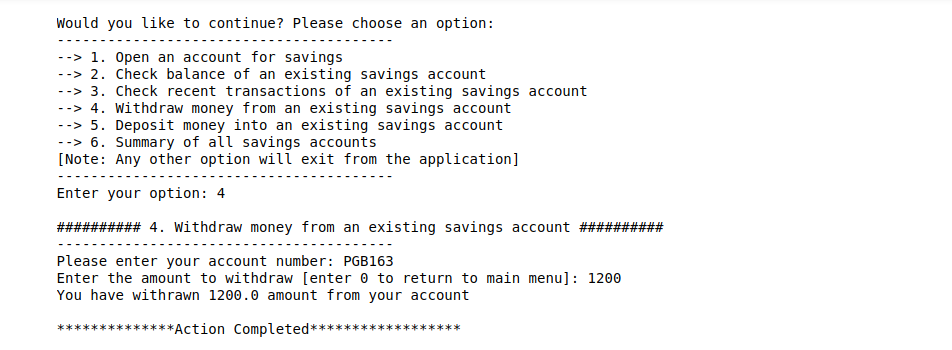 Would you like to continue? Please choose an option:
----------------------------------------
--> 1. Open an account for savings
--> 2. Check balance of an existing savings account
--> 3. Check recent transactions of an existing savings account
--> 4. Withdraw money from an existing savings account
--> 5. Deposit money into an existing savings account
--> 6. Summary of all savings accounts
[Note: Any other option will exit from the application]
----------------------------------------
Enter your option: 4

########## 4. Withdraw money from an existing savings account ##########
----------------------------------------
Please enter your account number: PGB163
Enter the amount to withdraw [enter 0 to return to main menu]: 1200
You have withrawn 1200.0 amount from your account

**************Action Completed******************